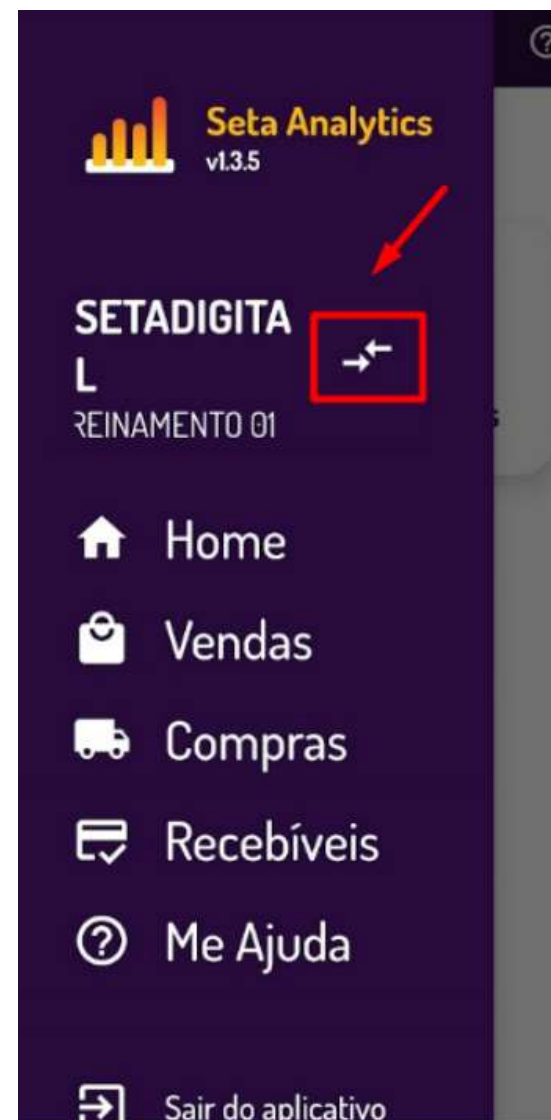 Seta Analytics
v1.3.5
SETADIGITA
L
REINAMENTO 01
Home
Vendas
Compras
Recebíveis
Me Ajuda
Sair do aplicativo